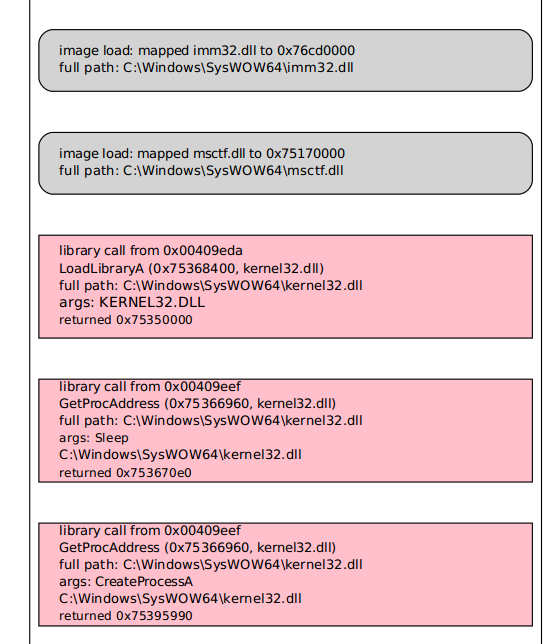 image load: mapped imm32.dll to 0x76cd0000
full path: C:\Windows\SysWOW64\imm32.dll
image load: mapped msctf.dll to 0x75170000
full path: C:\Windows\SysWOW64\msctf.dll
library call from 0x00409eda
LoadLibraryA (0x75368400, kernel32.dll)
full path: C:\Windows\SysWOW64\kernel32.dll
args: KERNEL32.DLL
returned 0x75350000
library call from 0x00409eef
GetProcAddress (0x75366960, kernel32.dll)
full path: C:\Windows\SysWOW64\kernel32.dll
args: Sleep
C:\Windows\SysWOW64\kernel32.dll
returned 0x753670e0
library call from 0x00409eef
GetProcAddress (0x75366960, kernel32.dll)
full path: C:\Windows\SysWOW64\kernel32.dll
args: CreateProcessA
C:\Windows\SysWOW64\kernel32.dll
returned 0x75395990